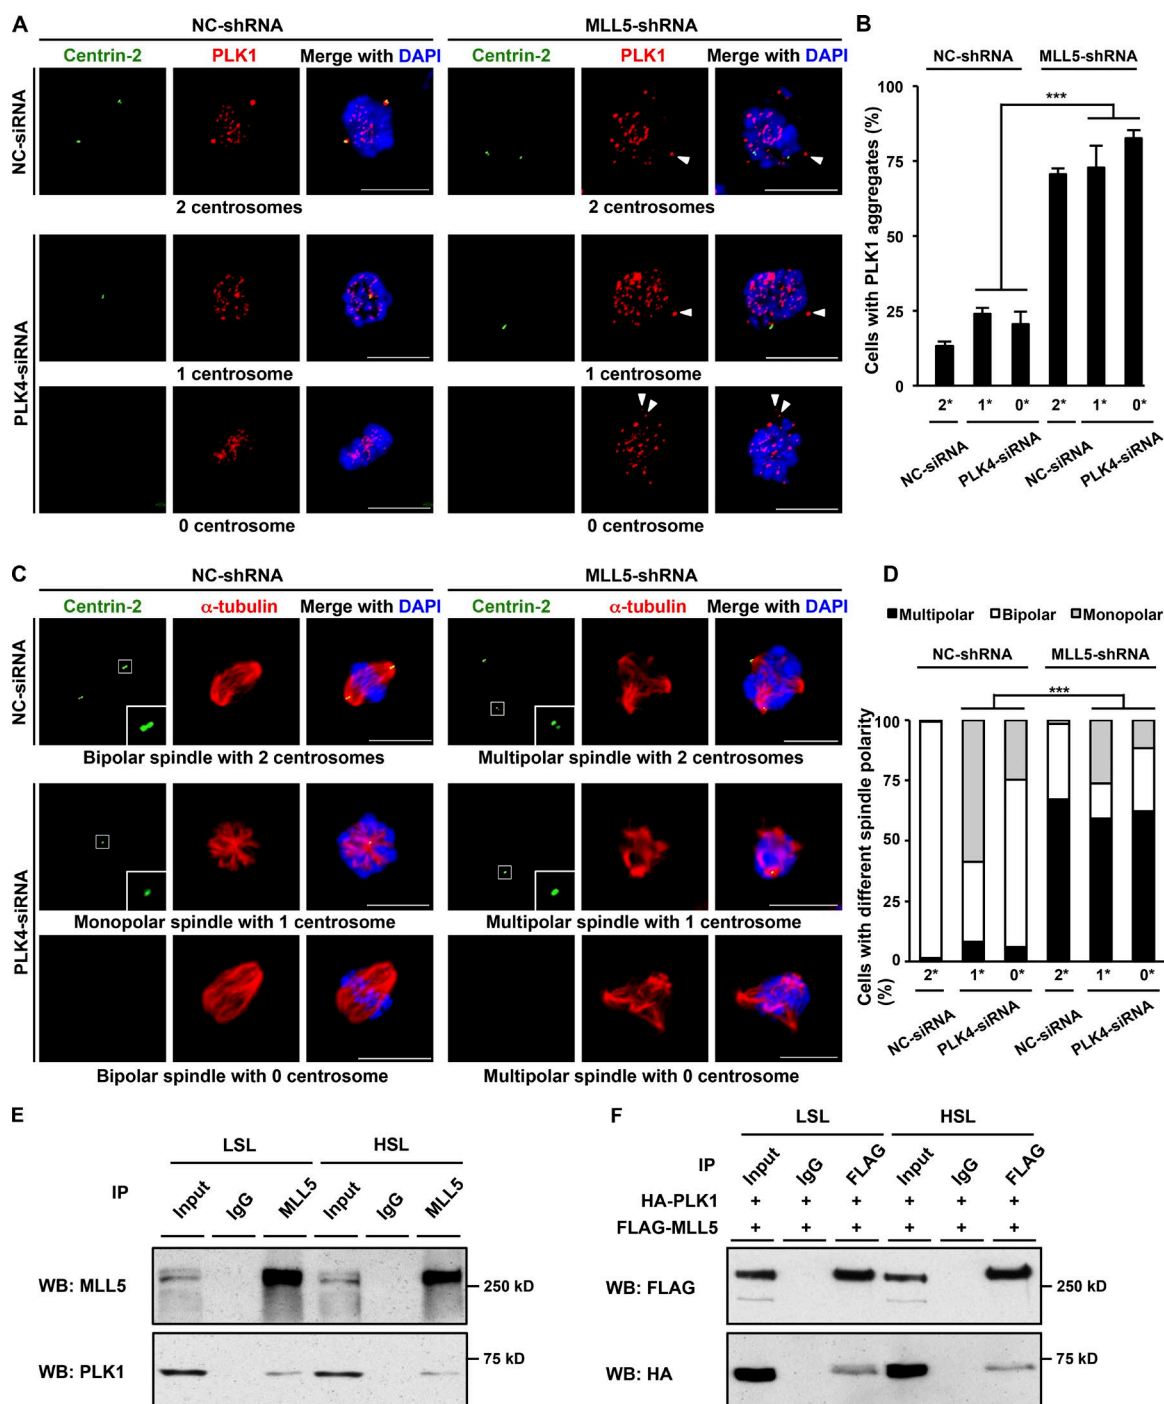 A
NC-shRNA
MLL5-shRNA
Centrin-2 PLK1 Merge with DAPI Centrin-2 PLK1 Merge with DAPI
NC-siRNA
2 centrosomes
2 centrosomes
PLK4-siRNA
1 centrosome
1 centrosome
0 centrosome
0 centrosome
B
NC-shRNA MLL5-shRNA
***
Cells with PLK1 aggregates (%)
100
75
50
25
0
2* 1* 0* 2* 1* 0*
NC-siRNA PLK4-siRNA NC-siRNA PLK4-siRNA
C
NC-shRNA
MLL5-shRNA
Centrin-2 α-tubulin Merge with DAPI Centrin-2 α-tubulin Merge with DAPI
NC-siRNA
Bipolar spindle with 2 centrosomes
Multipolar spindle with 2 centrosomes
PLK4-siRNA
Monopolar spindle with 1 centrosome
Multipolar spindle with 1 centrosome
Bipolar spindle with 0 centrosome
Multipolar spindle with 0 centrosome
D
Multipolar Bipolar Monopolar
NC-shRNA MLL5-shRNA
***
Cells with different spindle polarity
(%)
100
75
50
25
0
2* 1* 0* 2* 1* 0*
NC-siRNA PLK4-siRNA NC-siRNA PLK4-siRNA
E
LSL HSL
IP Input IgG MLL5 Input IgG MLL5
WB: MLL5 250 kD
WB: PLK1 75 kD
F
LSL HSL
IP Input IgG FLAG Input IgG FLAG
HA-PLK1 + + + + + +
FLAG-MLL5 + + + + + +
WB: FLAG 250 kD
WB: HA 75 kD